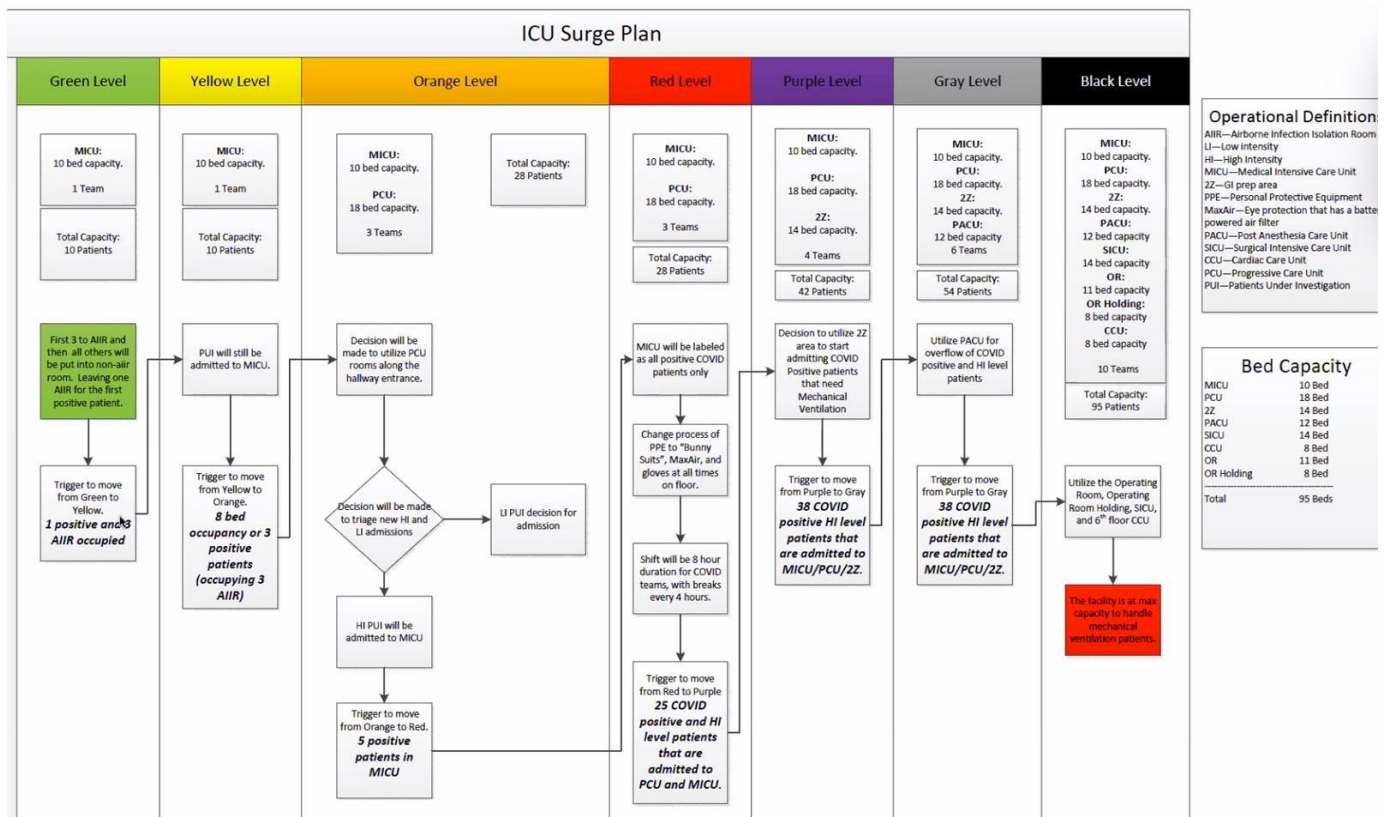 ICU Surge Plan
Green Level
Yellow Level
Orange Level
Red Level
Purple Level
Gray Level
Black Level
MICU:
10 bed capacity.
1 Team
Total Capacity:
10 Patients
First 3 to AIIR and
then all others will
be put into non-aiir
room. Leaving one
AIIR for the first
positive patient.
Trigger to move
from Green to
Yellow.
1 positive and 3
AIIR occupied
MICU:
10 bed capacity.
1 Team
Total Capacity:
10 Patients
PUI will still be
admitted to MICU.
Trigger to move
from Yellow to
Orange.
8 bed
occupancy or 3
positive
patients
(occupying 3
AIIR)
MICU:
10 bed capacity.
PCU:
18 bed capacity.
3 Teams
Total Capacity:
28 Patients
Decision will be
made to utilize PCU
rooms along the
hallway entrance.
Decision will be made
to triage new HI and
LI admissions
LI PUI decision for
admission
HI PUI will be
admitted to MICU
Trigger to move
from Orange to Red.
5 positive
patients in
MICU
MICU:
10 bed capacity.
PCU:
18 bed capacity.
3 Teams
Total Capacity:
28 Patients
MICU will be labeled
as all positive COVID
patients only
Change process of
PPE to "Bunny
Suits", MaxAir, and
gloves at all times
on floor.
Shift will be 8 hour
duration for COVID
teams, with breaks
every 4 hours.
Trigger to move
from Red to Purple
25 COVID
positive and HI
level patients
that are
admitted to
PCU and MICU.
MICU:
10 bed capacity.
PCU:
18 bed capacity.
2Z:
14 bed capacity.
4 Teams
Total Capacity:
42 Patients
Decision to utilize 2Z
area to start
admitting COVID
Positive patients
that need
Mechanical
Ventilation
Trigger to move
from Purple to Gray
38 COVID
positive HI level
patients that
are admitted to
MICU/PCU/2Z.
MICU:
10 bed capacity.
PCU:
18 bed capacity.
2Z:
14 bed capacity.
PACU:
12 bed capacity
6 Teams
Total Capacity:
54 Patients
Utilize PACU for
overflow of COVID
positive and HI level
patients
Trigger to move
from Purple to Gray
38 COVID
positive HI level
patients that
are admitted to
MICU/PCU/2Z.
MICU:
10 bed capacity.
PCU:
18 bed capacity.
2Z:
14 bed capacity.
PACU:
12 bed capacity
SICU:
14 bed capacity
OR:
11 bed capacity
OR Holding:
8 bed capacity
CCU:
8 bed capacity
10 Teams
Total Capacity:
95 Patients
Utilize the Operating
Room, Operating
Room Holding, SICU,
and 6th floor CCU
The facility is at max
capacity to handle
mechanical
ventilation patients.
Operational Definitions
AIIR—Airborne Infection Isolation Room
LI—Low intensity
HI—High Intensity
MICU—Medical Intensive Care Unit
2Z—GI prep area
PPE—Personal Protective Equipment
MaxAir—Eye protection that has a batte
powered air filter
PACU—Post Anesthesia Care Unit
SICU—Surgical Intensive Care Unit
CCU—Cardiac Care Unit
PCU—Progressive Care Unit
PUI—Patients Under Investigation
Bed Capacity
MICU 10 Bed
PCU 18 Bed
2Z 14 Bed
PACU 12 Bed
SICU 14 Bed
CCU 8 Bed
OR 11 Bed
OR Holding 8 Bed
Total 95 Beds